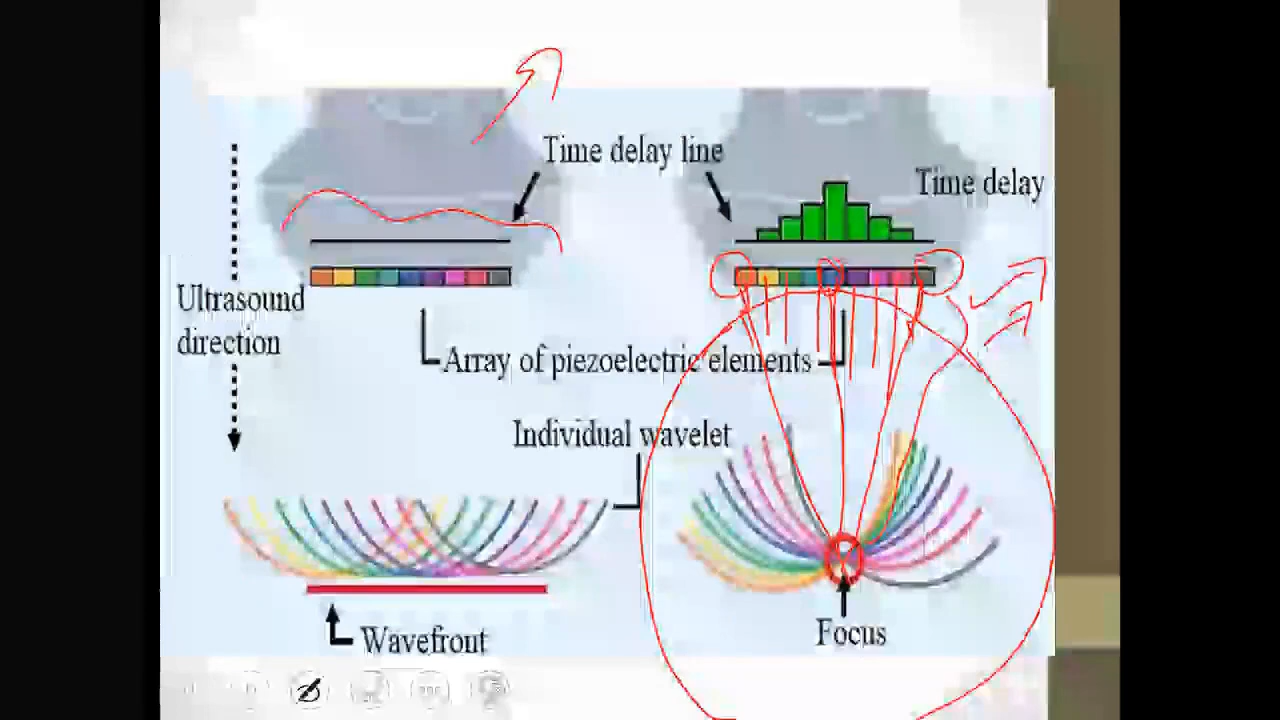 Time delay line
Time delay
Ultrasound
direction
Array of piezoelectric elements
Individual wavelet
Focus
Wavefront